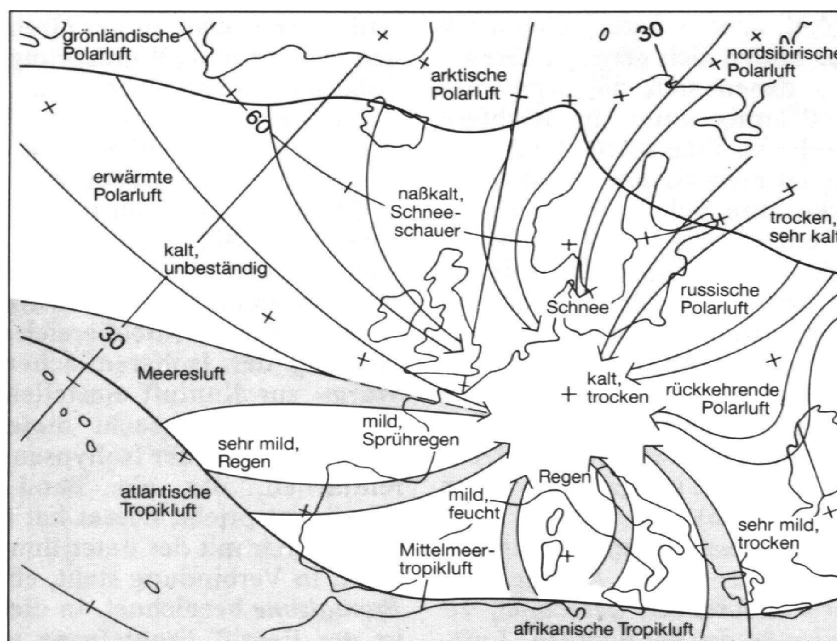 grönländische
Polarluft
arktische
Polarluft
30
nordsibirische
Polarluft
60
erwärmte
Polarluft
naßkalt,
Schnee-
schauer
trocken,
sehr kalt
kalt,
unbeständig
Schnee
russische
Polarluft
30
Meeresluft
kalt,
trocken
rückkehrende
Polarluft
mild,
Sprühregen
sehr mild,
Regen
Regen
atlantische
Tropikluft
mild,
feucht
Mittelmeer-
tropikluft
sehr mild,
trocken
afrikanische Tropikluft